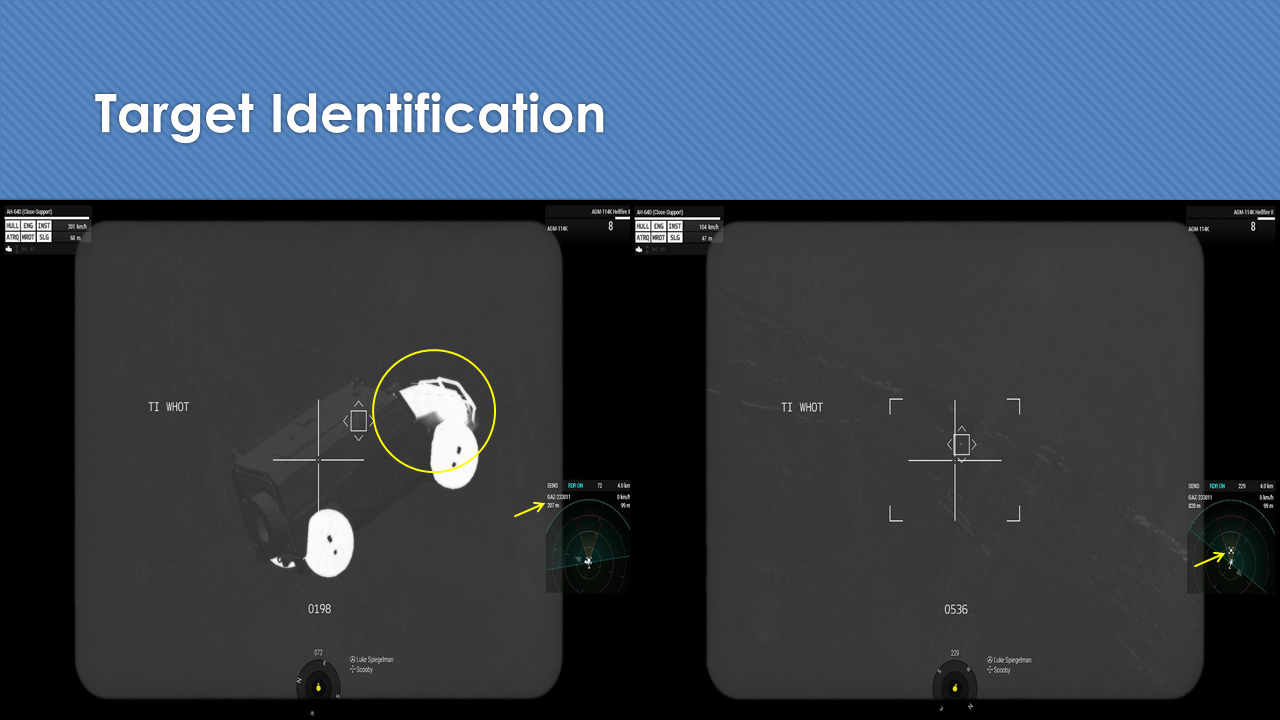 Target Identification
AH-64D (Close-Support)
HULL ENG INST 201 km/h
ATRQ MROT SLG 60 m
AGM-114K Hellfire II
AGM-114K 8
TI WHOT
0198
SENS RDR ON 72 4.0 km
GAZ-233011 0 km/h
207 m 99 m
072
N E S
Luke Spiegelman
Scooby
AH-64D (Close-Support)
HULL ENG INST 154 km/h
ATRQ MROT SLG 47 m
AGM-114K Hellfire II
AGM-114K 8
TI WHOT
0536
SENS RDR ON 229 4.0 km
GAZ-233011 0 km/h
820 m 99 m
229
N
Luke Spiegelman
Scooby